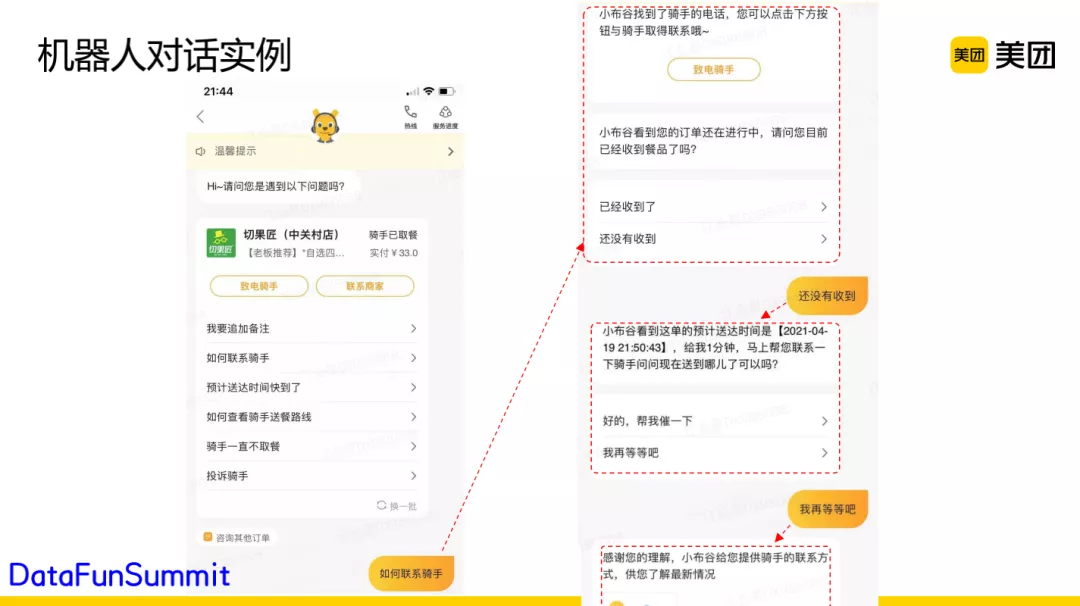 机器人对话实例
美团 美团
21:44
热线 服务进度
温馨提示
Hi~请问您是遇到以下问题吗?
切果匠
切果匠（中关村店） 骑手已取餐
【老板推荐】*自选四... 实付 ¥33.0
致电骑手 联系商家
我要追加备注
如何联系骑手
预计送达时间快到了
如何查看骑手送餐路线
骑手一直不取餐
投诉骑手
换一批
咨询其他订单
如何联系骑手
DataFunSummit
小布谷找到了骑手的电话，您可以点击下方按
钮与骑手取得联系哦~
致电骑手
小布谷看到您的订单还在进行中，请问您目前
已经收到餐品了吗?
已经收到了
还没有收到
还没有收到
小布谷看到这单的预计送达时间是【2021-04-
19 21:50:43】，给我1分钟，马上帮您联系一
下骑手问问现在送到哪儿了可以吗?
好的，帮我催一下
我再等等吧
我再等等吧
感谢您的理解，小布谷给您提供骑手的联系方
式，供您了解最新情况